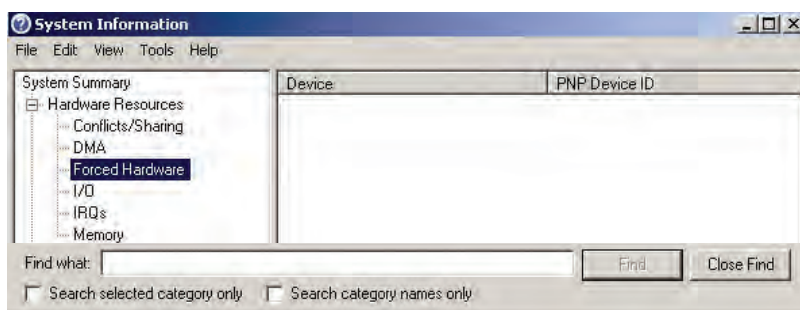 System Information
File Edit View Tools Help
System Summary
Hardware Resources
Conflicts/Sharing
DMA
Forced Hardware
I/O
IRQs
Memory
Device PNP Device ID
Find what: Find Close Find
Search selected category only Search category names only